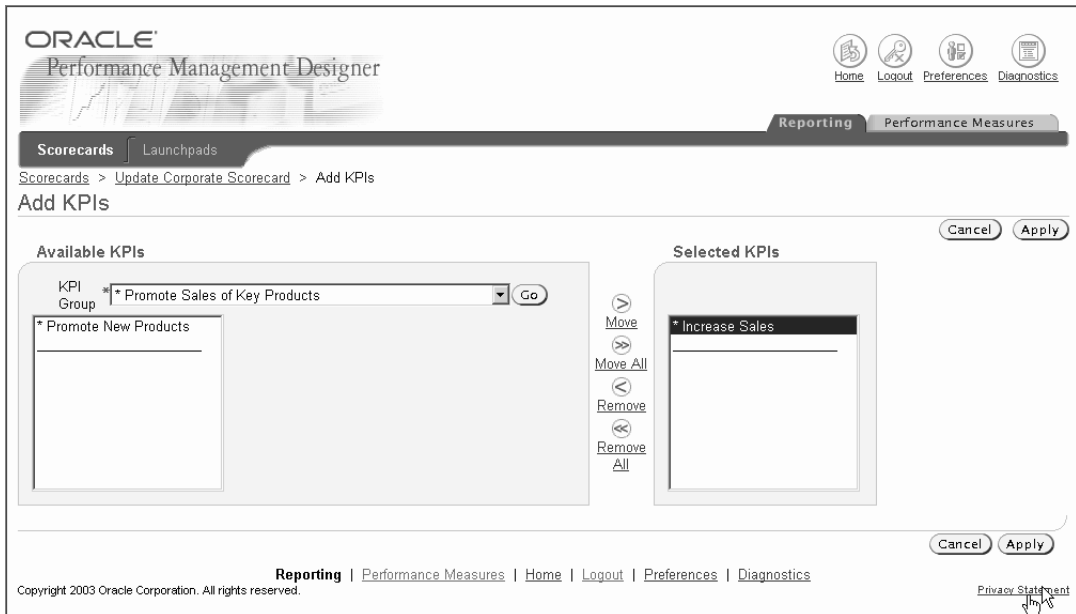 ORACLE
Performance Management Designer
Home Logout Preferences Diagnostics
Reporting Performance Measures
Scorecards Launchpads
Scorecards > Update Corporate Scorecard > Add KPIs
Add KPIs
Cancel Apply
Available KPIs
Selected KPIs
KPI Group * * Promote Sales of Key Products Go
* Promote New Products
> Move
>> Move All
< Remove
<< Remove All
* Increase Sales
Cancel Apply
Reporting | Performance Measures | Home | Logout | Preferences | Diagnostics
Copyright 2003 Oracle Corporation. All rights reserved.
Privacy Statement